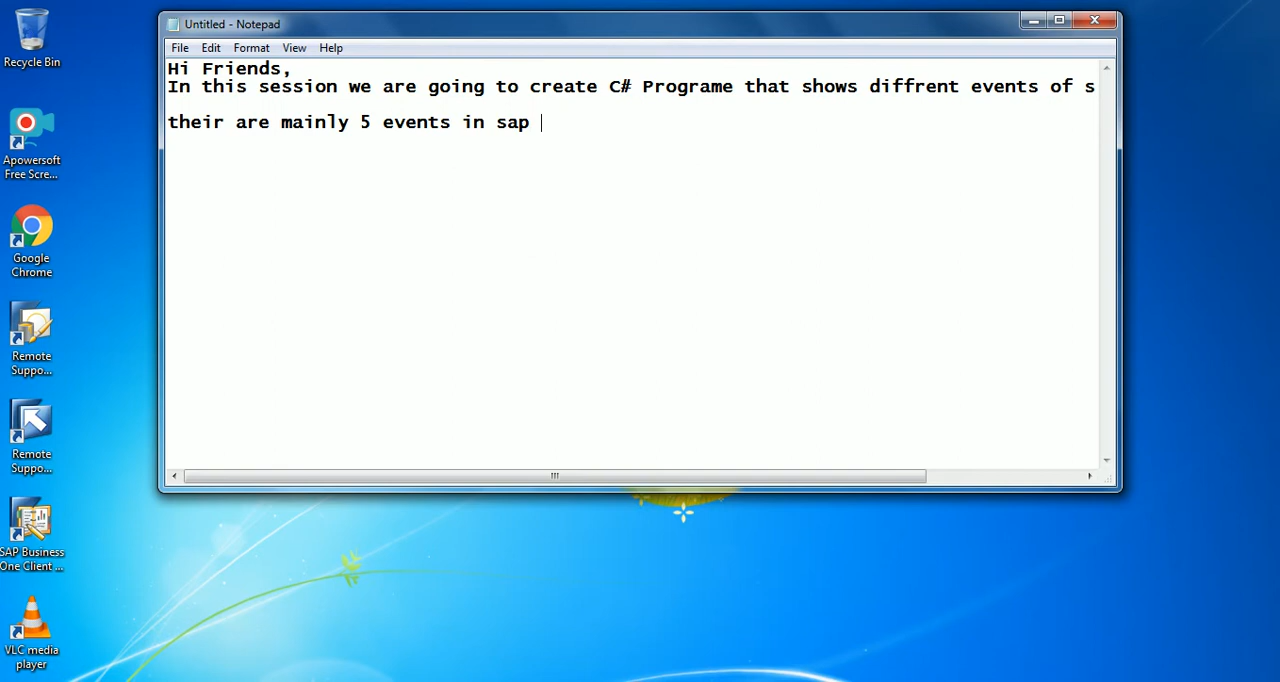 Untitled - Notepad
File Edit Format View Help
Hi Friends,
In this session we are going to create C# Programe that shows diffrent events of s
their are mainly 5 events in sap
Recycle Bin
Apowersoft
Free Scre...
Google
Chrome
Remote
Suppo...
Remote
Suppo...
SAP Business
One Client ...
VLC media
player